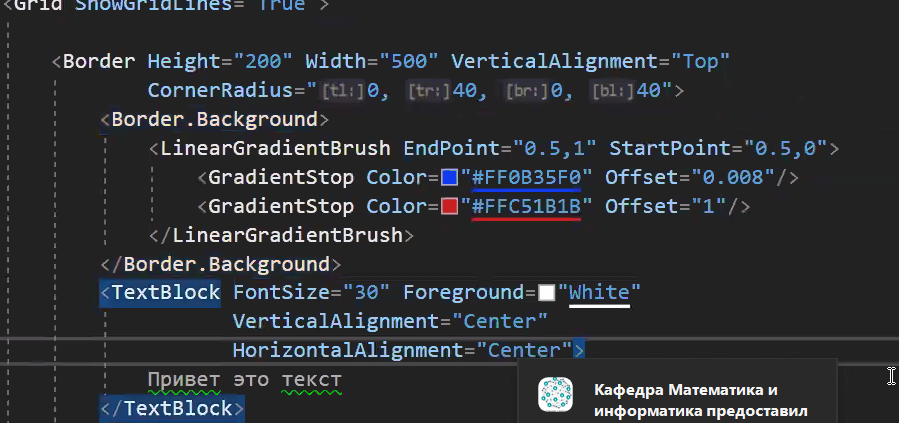 <Grid ShowGridLines="True">
<Border Height="200" Width="500" VerticalAlignment="Top"
CornerRadius="[tl:]0, [tr:]40, [br:]0, [bl:]40">
<Border.Background>
<LinearGradientBrush EndPoint="0.5,1" StartPoint="0.5,0">
<GradientStop Color="#FF0B35F0" Offset="0.008"/>
<GradientStop Color="#FFC51B1B" Offset="1"/>
</LinearGradientBrush>
</Border.Background>
<TextBlock FontSize="30" Foreground="White"
VerticalAlignment="Center"
HorizontalAlignment="Center">
Привет это текст
</TextBlock>
Кафедра Математика и
информатика предоставил